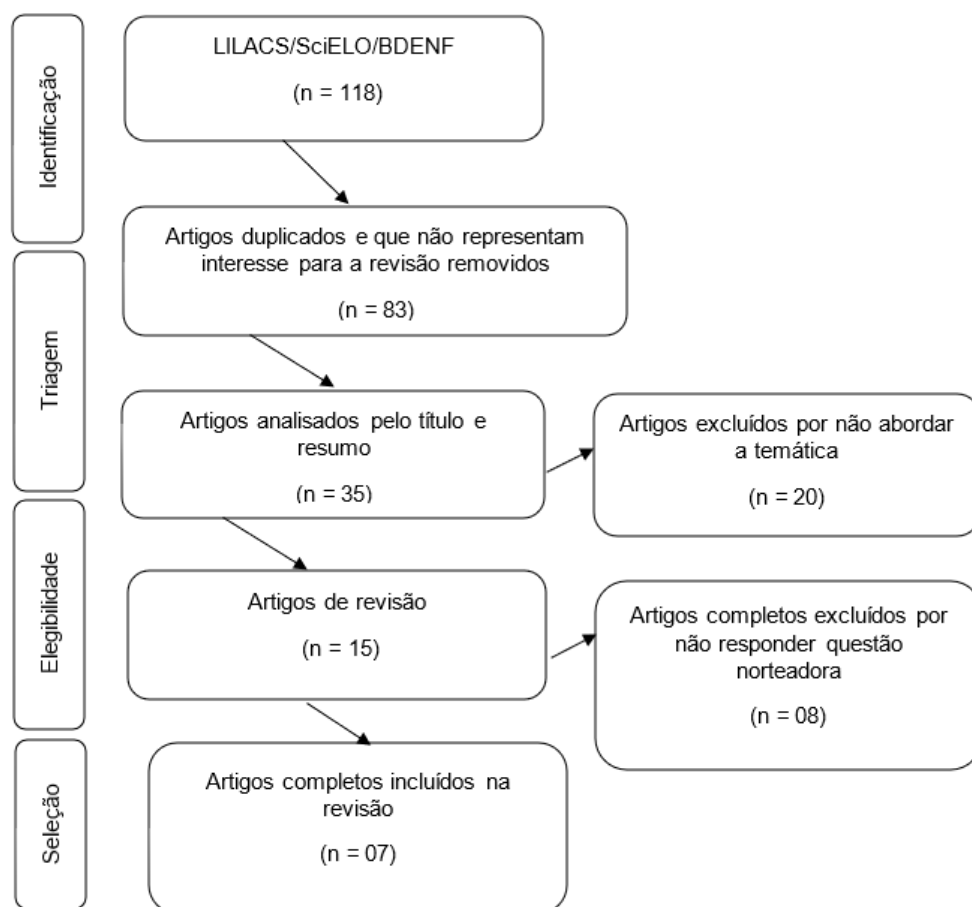 Identificação
LILACS/SciELO/BDENF
(n = 118)
Artigos duplicados e que não representam
interesse para a revisão removidos
(n = 83)
Triagem
Artigos analisados pelo título e
resumo
(n = 35)
Artigos excluídos por não abordar
a temática
(n = 20)
Elegibilidade
Artigos de revisão
(n = 15)
Artigos completos excluídos por
não responder questão
norteadora
(n = 08)
Seleção
Artigos completos incluídos na
revisão
(n = 07)